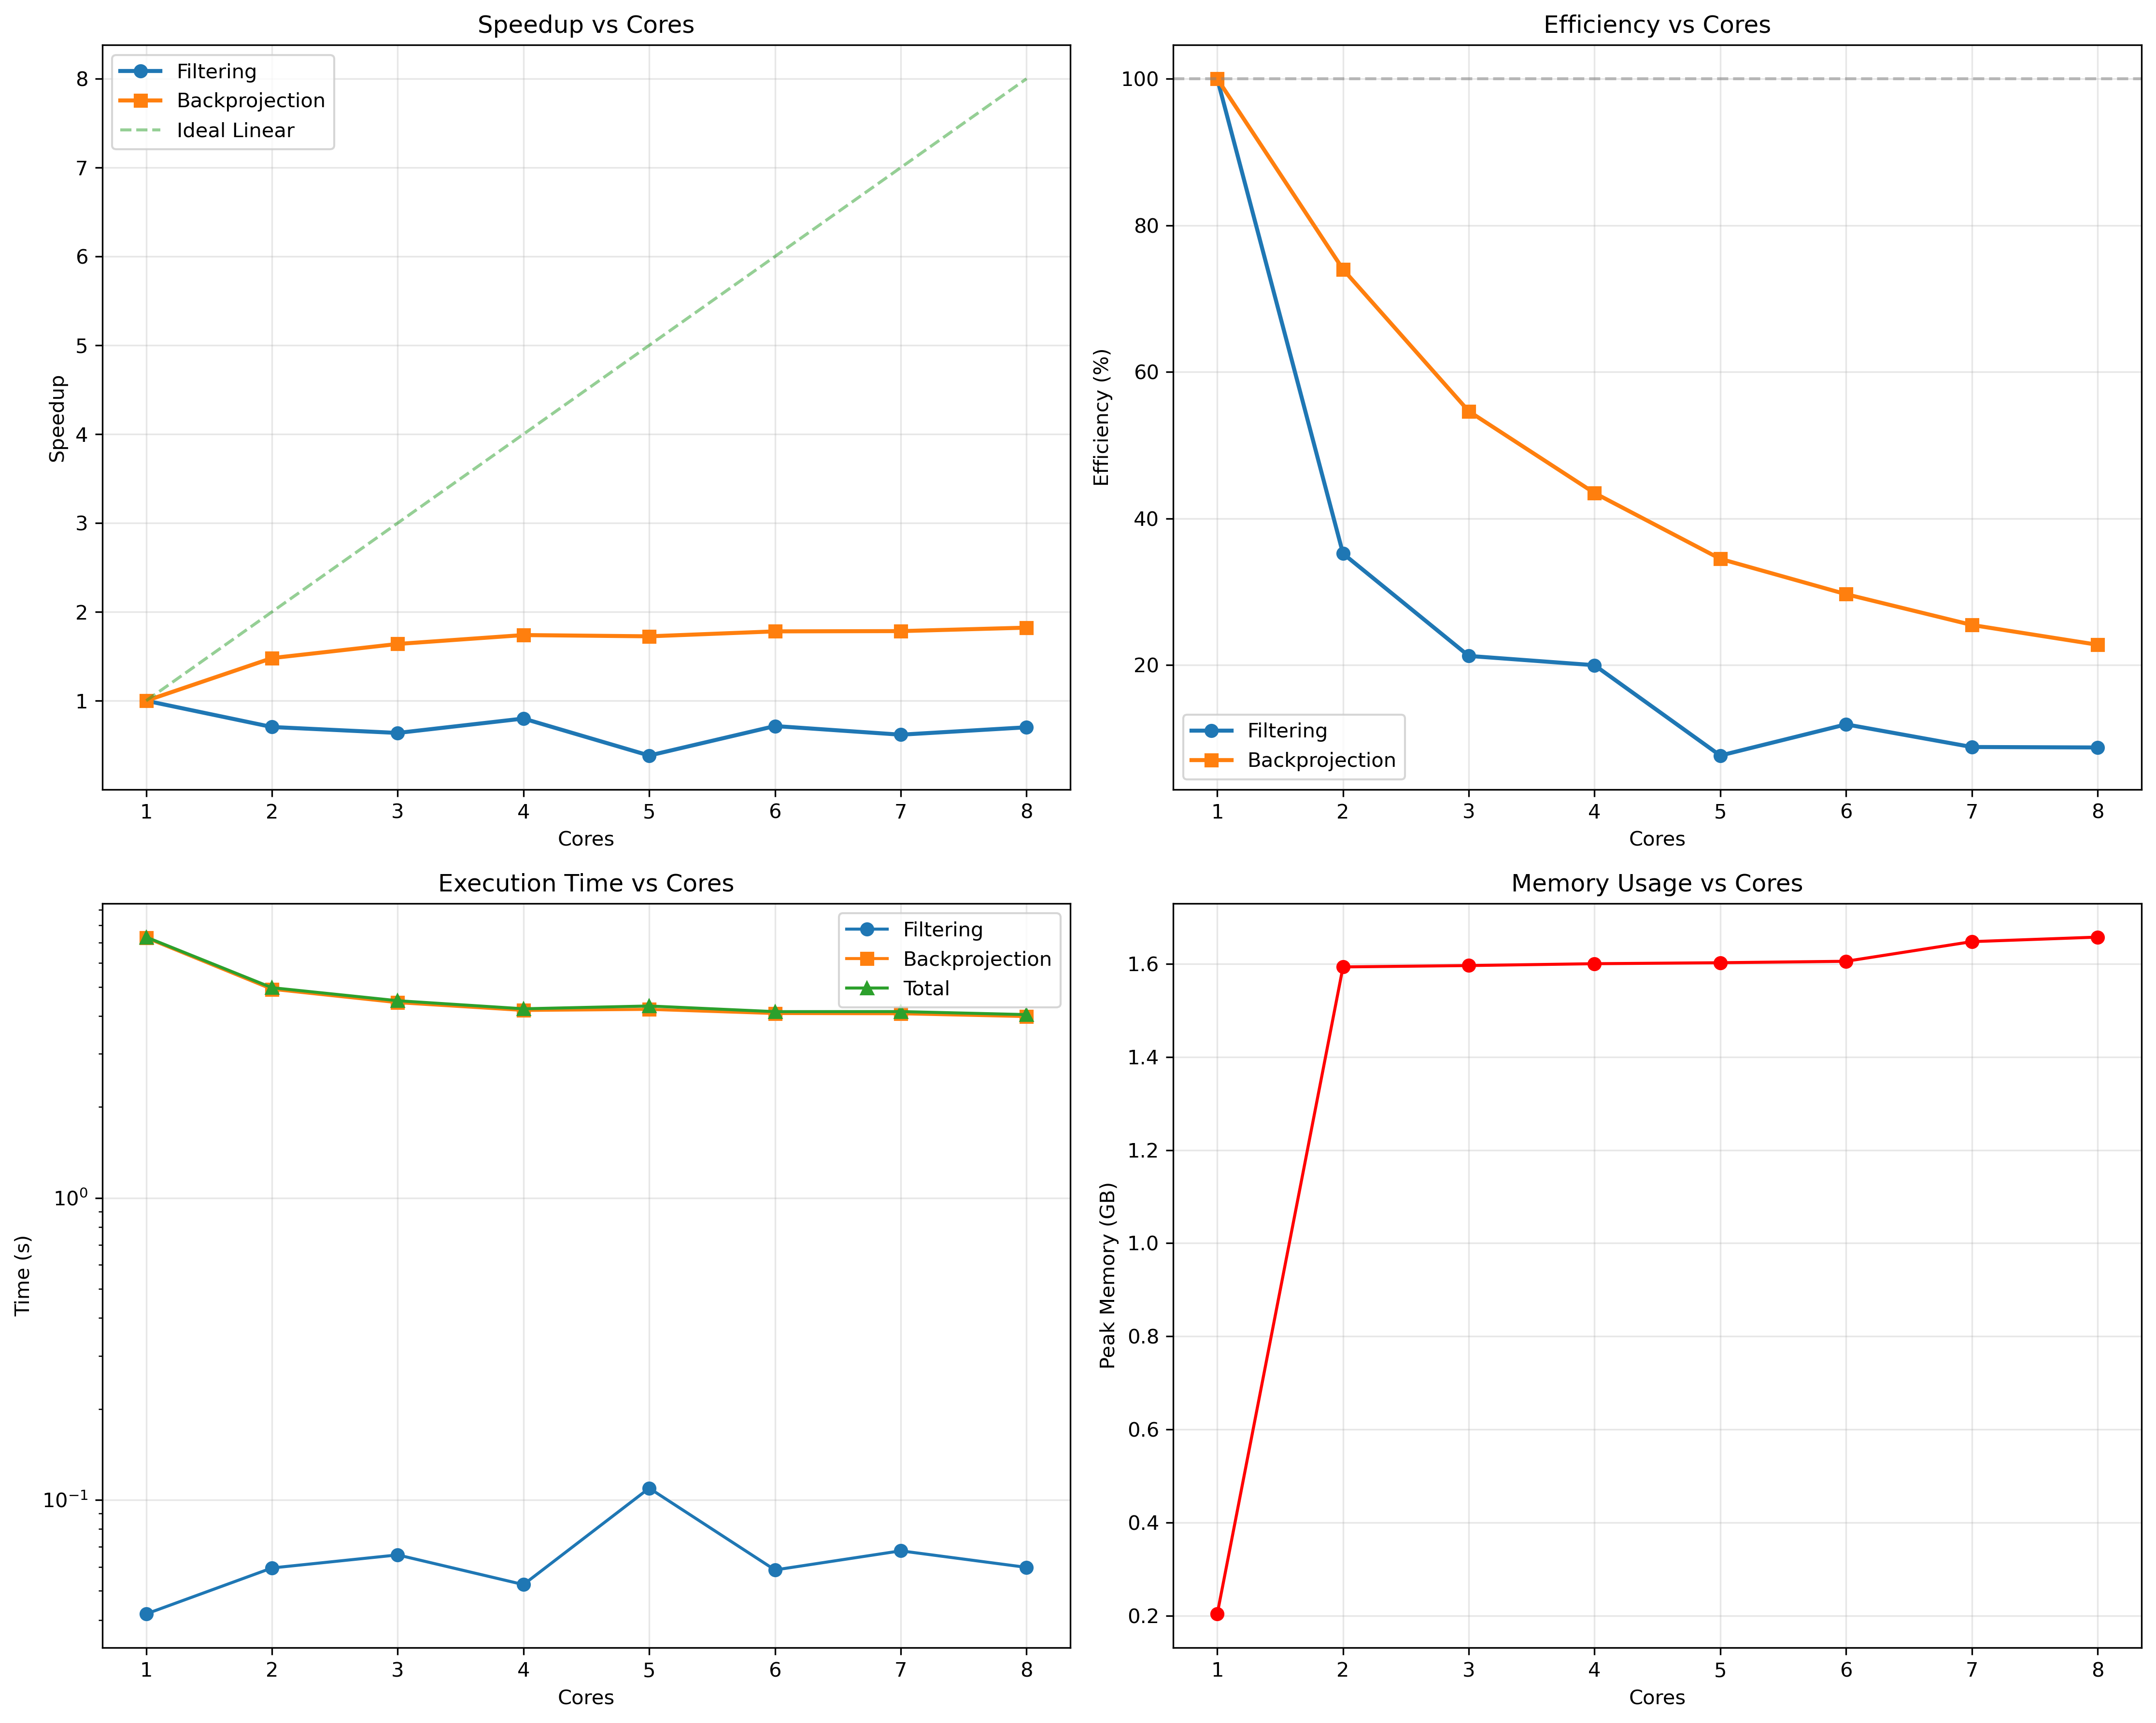 Speedup vs Cores
Filtering
Backprojection
Ideal Linear
8
7
6
5
4
3
2
1
Speedup
1 2 3 4 5 6 7 8
Cores
Efficiency vs Cores
100
80
60
40
20
Efficiency (%)
Filtering
Backprojection
1 2 3 4 5 6 7 8
Cores
Execution Time vs Cores
Filtering
Backprojection
Total
10⁰
10⁻¹
Time (s)
1 2 3 4 5 6 7 8
Cores
Memory Usage vs Cores
1.6
1.4
1.2
1.0
0.8
0.6
0.4
0.2
Peak Memory (GB)
1 2 3 4 5 6 7 8
Cores